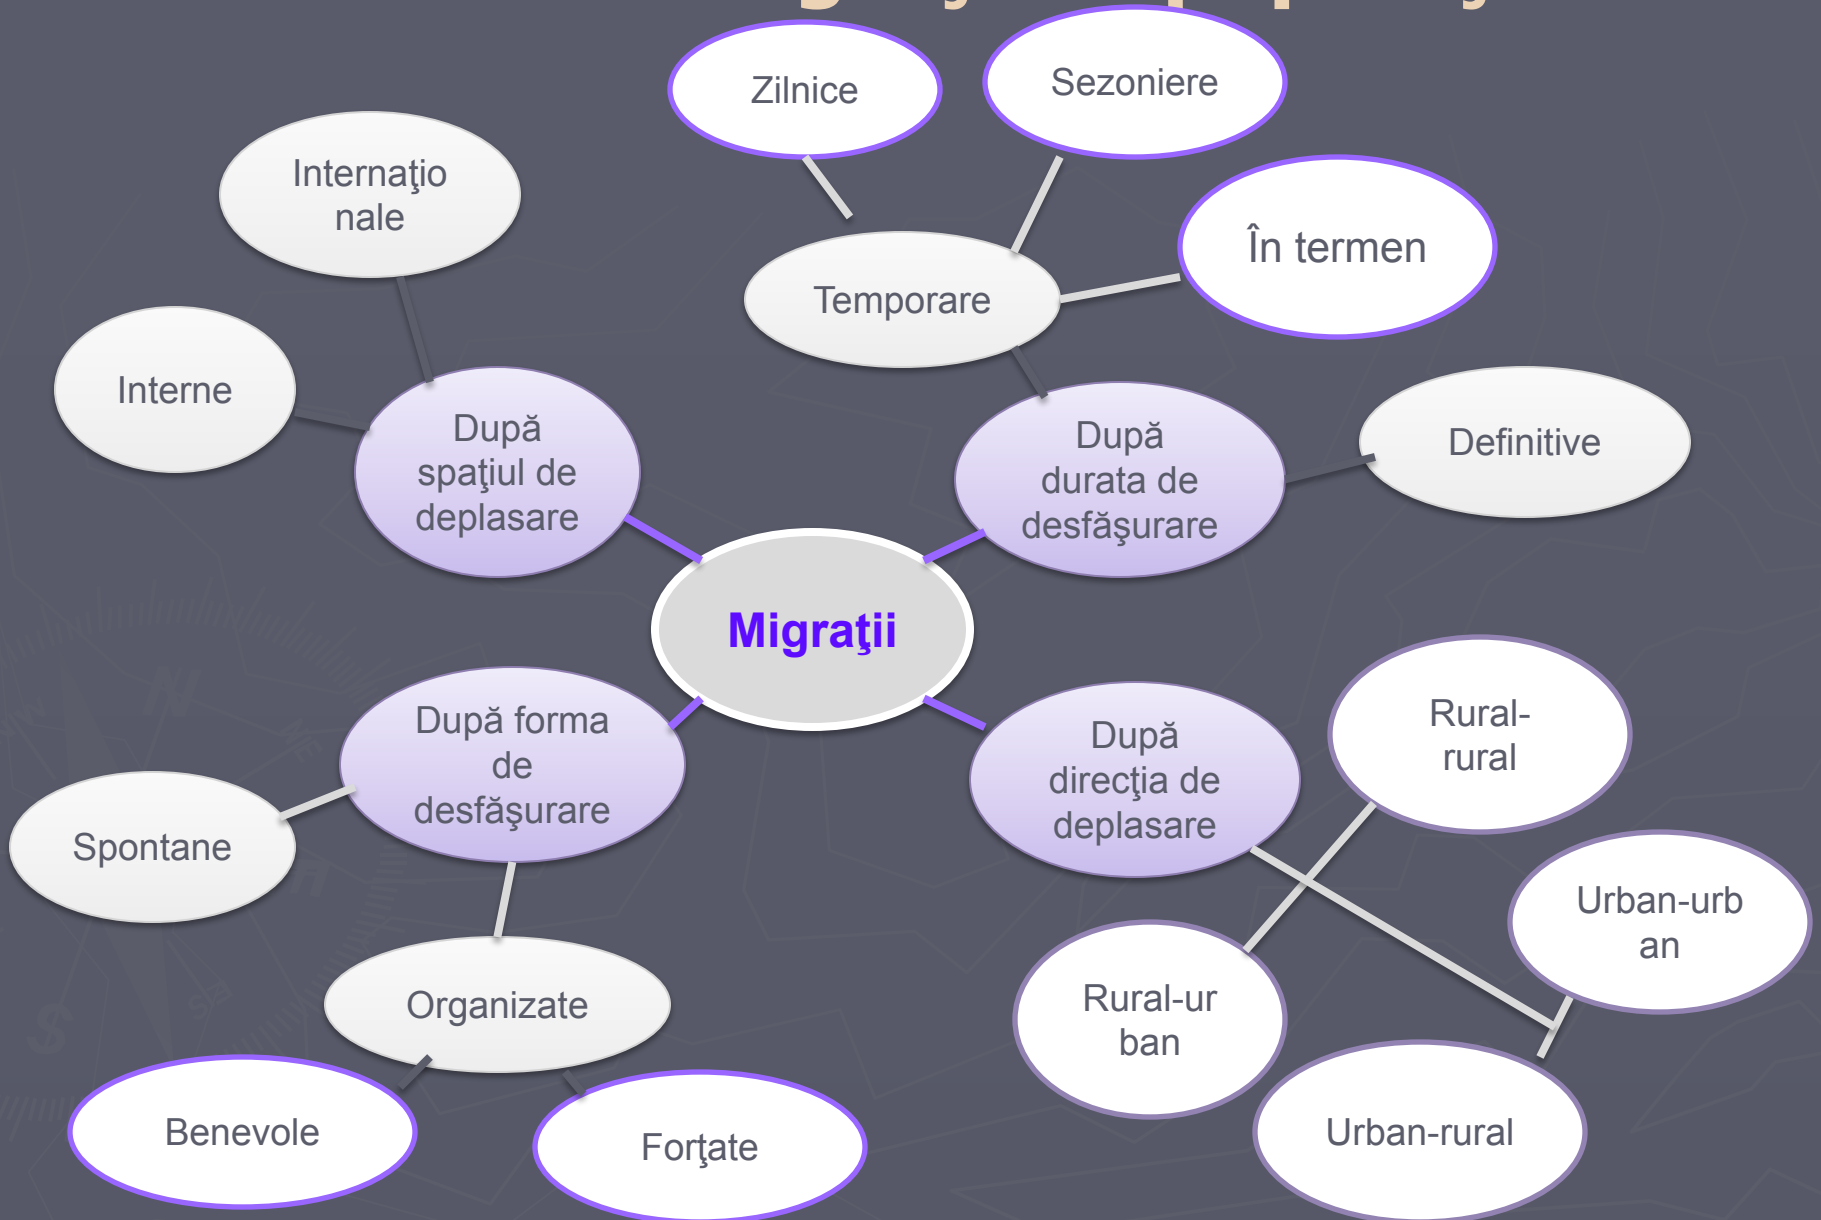 Zilnice
Sezoniere
Internaţio
nale
În termen
Temporare
Interne
După
spaţiul de
deplasare
După
durata de
desfăşurare
Definitive
Migraţii
După forma
de
desfăşurare
După
direcţia de
deplasare
Rural-
rural
Spontane
Urban-urb
an
Organizate
Rural-ur
ban
Benevole
Forţate
Urban-rural